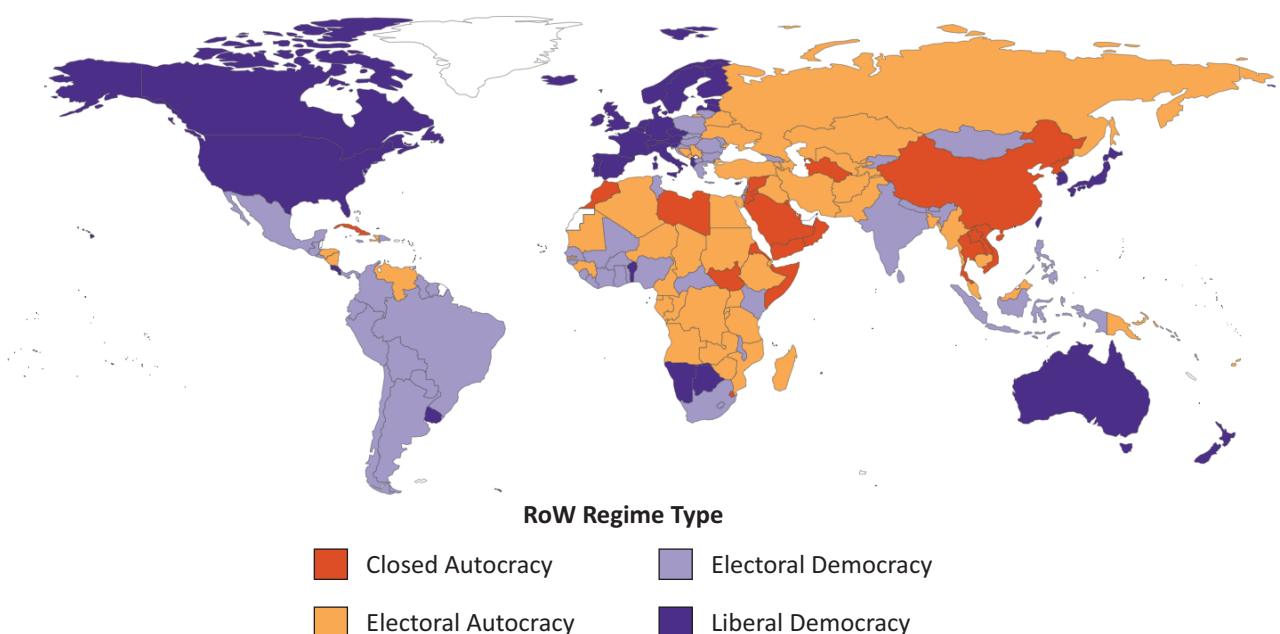 RoW Regime Type
Closed Autocracy
Electoral Democracy
Electoral Autocracy
Liberal Democracy